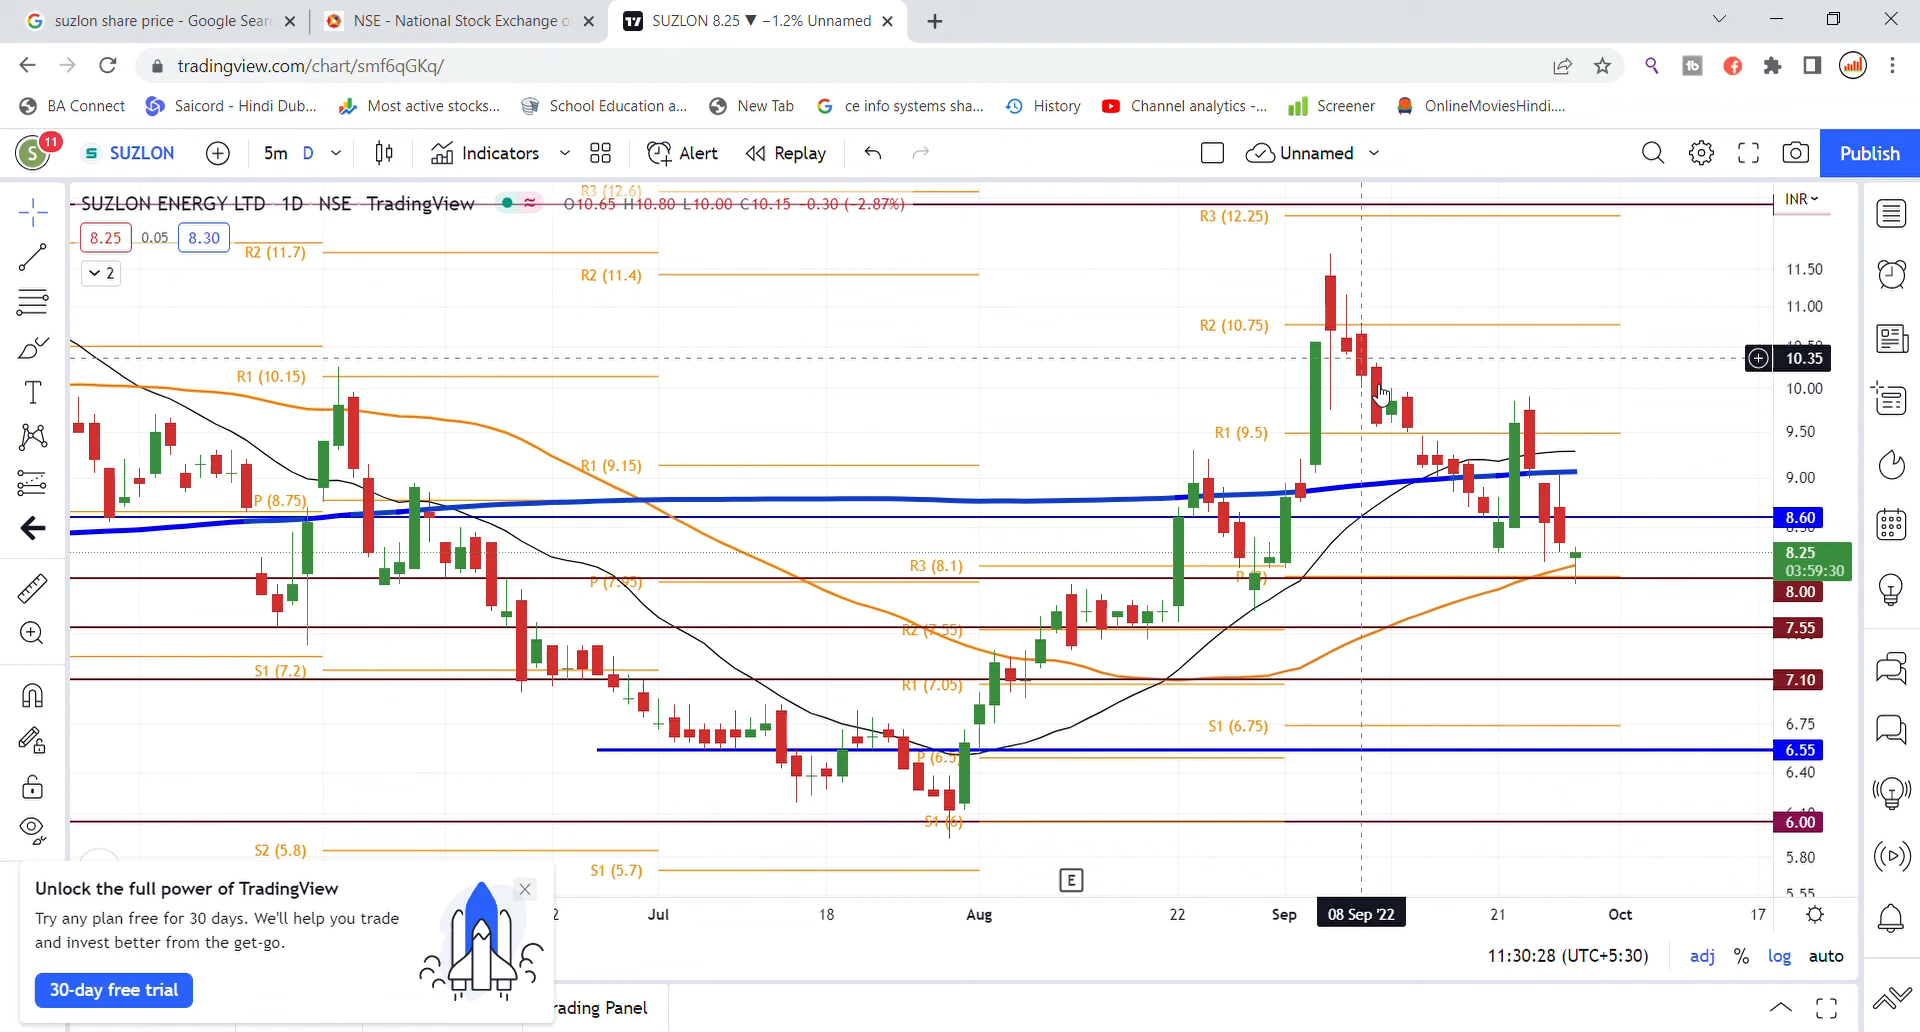 suzlon share price - Google Sear
NSE - National Stock Exchange o
SUZLON 8.25 ▼ −1.2% Unnamed
tradingview.com/chart/smf6qGKq/
BA Connect
Saicord - Hindi Dub...
Most active stocks...
School Education a...
New Tab
ce info systems sha...
History
Channel analytics -...
Screener
OnlineMoviesHindi....
S
11
SUZLON
5m
D
Indicators
Alert
Replay
Unnamed
Publish
SUZLON ENERGY LTD 1D NSE TradingView
O10.65 H10.80 L10.00 C10.15 −0.30 (−2.87%)
INR
8.25
0.05
8.30
2
R3 (12.6)
R3 (12.25)
R2 (11.7)
R2 (11.4)
R2 (10.75)
R1 (10.15)
R1 (9.5)
R1 (9.15)
P (8.75)
R3 (8.1)
P (7.95)
R2 (7.55)
S1 (7.2)
R1 (7.05)
S1 (6.75)
S1 (6)
S2 (5.8)
S1 (5.7)
11.50
11.00
10.35
10.00
9.50
9.00
8.60
8.25
03:59:30
8.00
7.55
7.10
6.75
6.55
6.40
6.00
5.80
5.55
E
Jul
18
Aug
22
Sep
08 Sep '22
21
Oct
17
11:30:28 (UTC+5:30)
adj
%
log
auto
Unlock the full power of TradingView
Try any plan free for 30 days. We'll help you trade
and invest better from the get-go.
30-day free trial
rading Panel